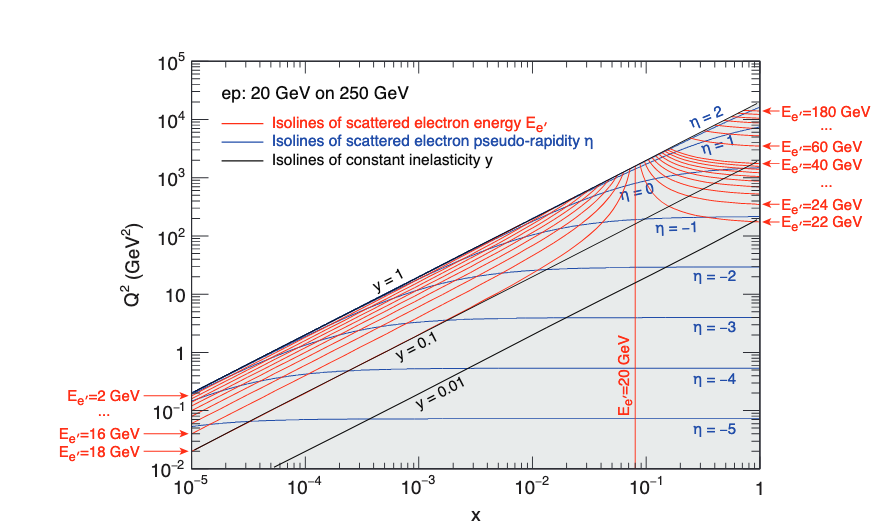 10⁵
10⁴
10³
10²
10
1
10⁻¹
10⁻²
Q² (GeV²)
ep: 20 GeV on 250 GeV
Isolines of scattered electron energy Eₑ′
Isolines of scattered electron pseudo-rapidity η
Isolines of constant inelasticity y
η = 2
η = 1
η = 0
η = −1
η = −2
η = −3
η = −4
η = −5
y = 1
y = 0.1
y = 0.01
Eₑ′=20 GeV
Eₑ′=180 GeV
...
Eₑ′=60 GeV
Eₑ′=40 GeV
...
Eₑ′=24 GeV
Eₑ′=22 GeV
Eₑ′=2 GeV
...
Eₑ′=16 GeV
Eₑ′=18 GeV
10⁻⁵
10⁻⁴
10⁻³
10⁻²
10⁻¹
1
x